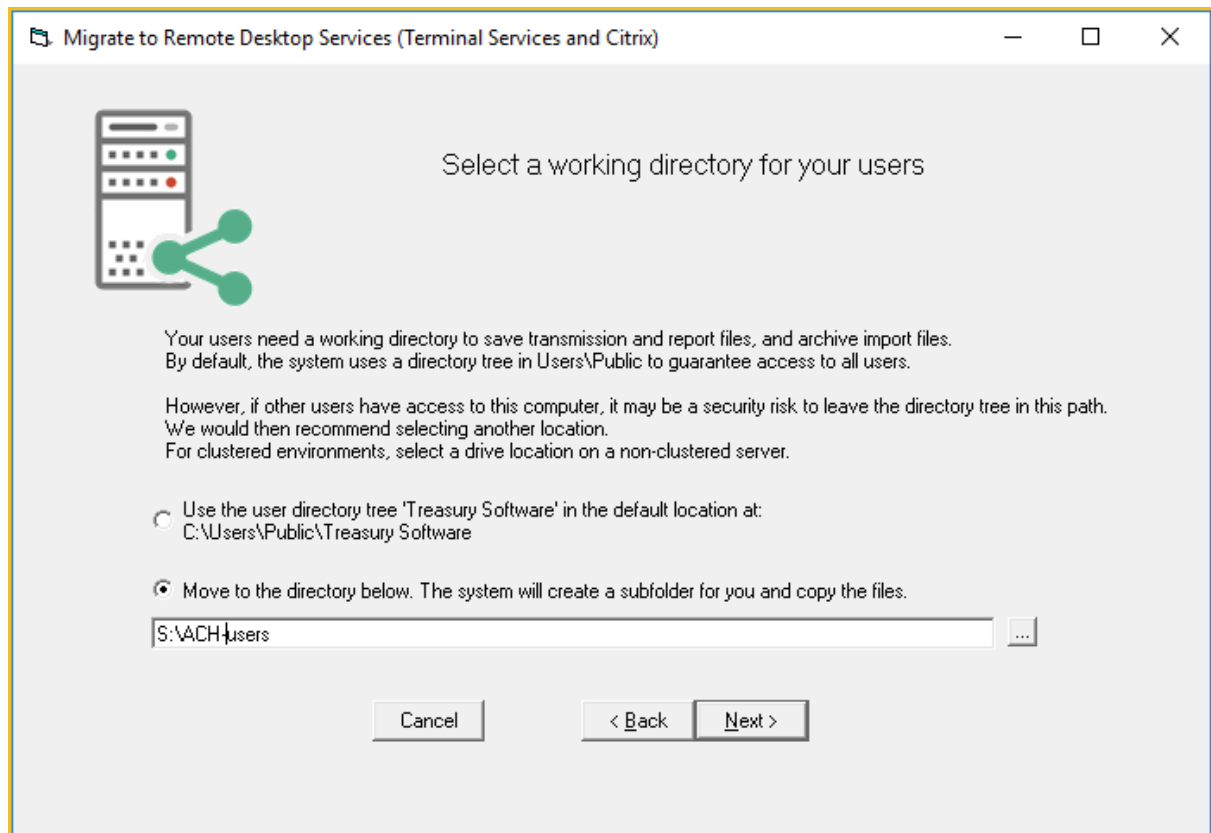 Migrate to Remote Desktop Services (Terminal Services and Citrix)
Select a working directory for your users
Your users need a working directory to save transmission and report files, and archive import files.
By default, the system uses a directory tree in Users\Public to guarantee access to all users.
However, if other users have access to this computer, it may be a security risk to leave the directory tree in this path.
We would then recommend selecting another location.
For clustered environments, select a drive location on a non-clustered server.
Use the user directory tree 'Treasury Software' in the default location at:
C:\Users\Public\Treasury Software
Move to the directory below. The system will create a subfolder for you and copy the files.
S:\ACH-users
...
Cancel
< Back
Next >